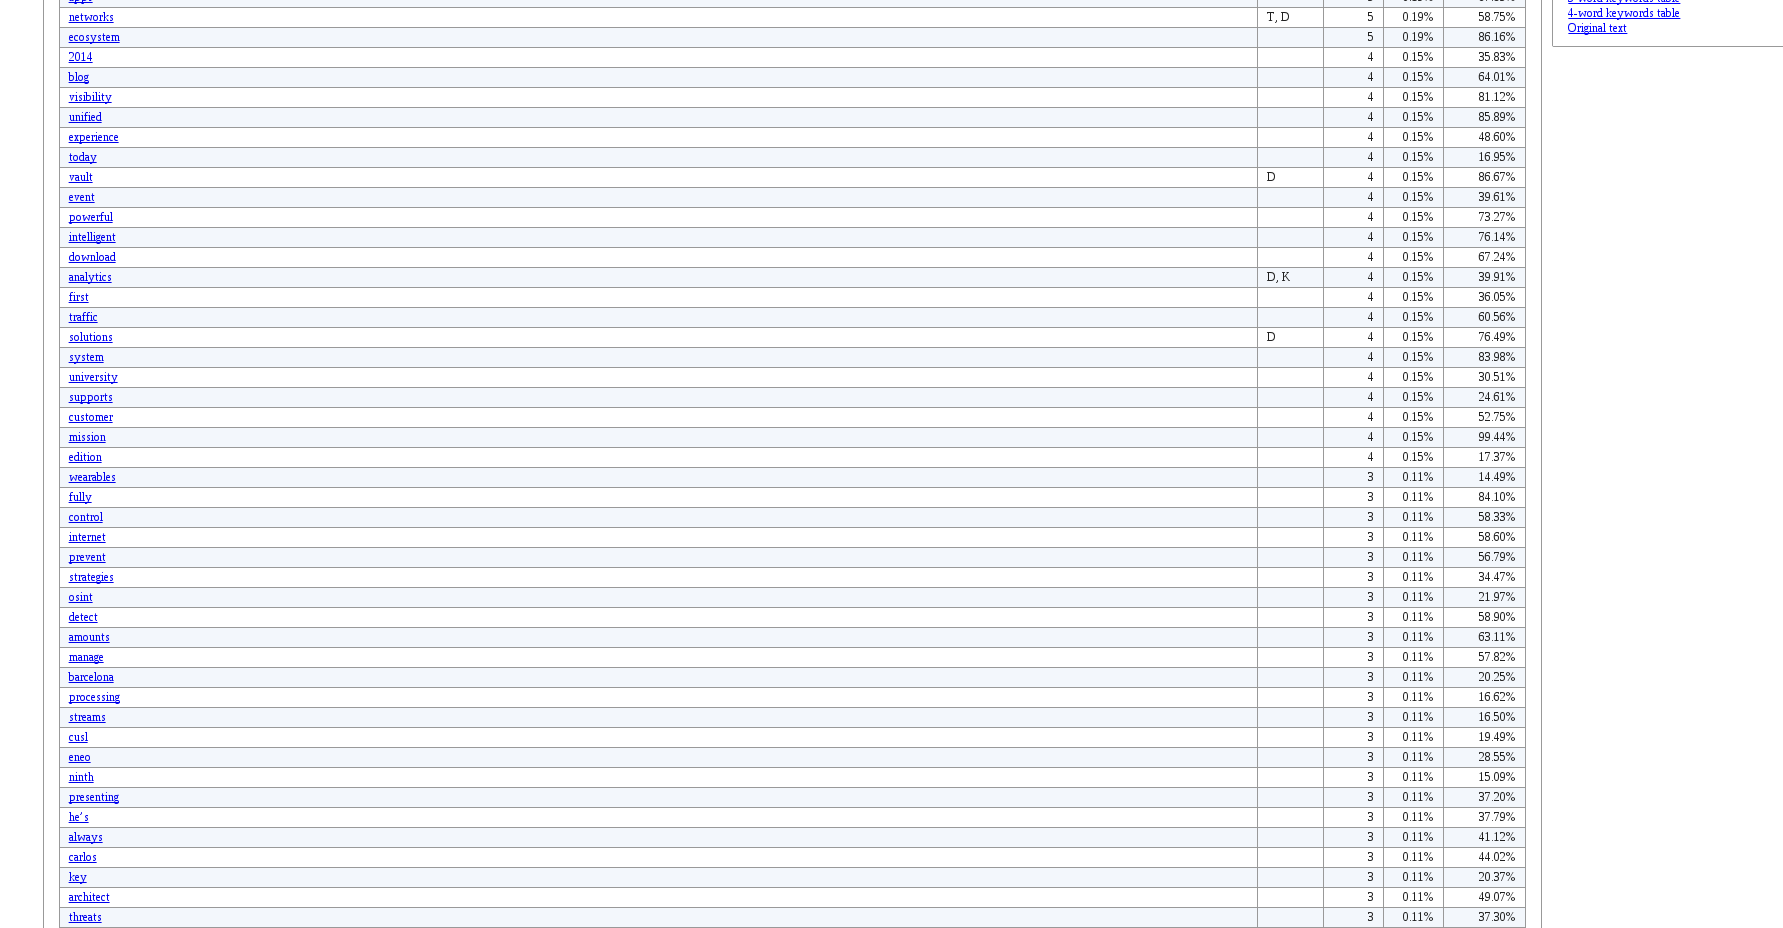 networks T, D 5 0.19% 58.75%
ecosystem 5 0.19% 86.16%
2014 4 0.15% 35.83%
blog 4 0.15% 64.01%
visibility 4 0.15% 81.12%
unified 4 0.15% 85.89%
experience 4 0.15% 48.60%
today 4 0.15% 16.95%
vault D 4 0.15% 86.67%
event 4 0.15% 39.61%
powerful 4 0.15% 73.27%
intelligent 4 0.15% 76.14%
download 4 0.15% 67.24%
analytics D, K 4 0.15% 39.91%
first 4 0.15% 36.05%
traffic 4 0.15% 60.56%
solutions D 4 0.15% 76.49%
system 4 0.15% 83.98%
university 4 0.15% 30.51%
supports 4 0.15% 24.61%
customer 4 0.15% 52.75%
mission 4 0.15% 99.44%
edition 4 0.15% 17.37%
wearables 3 0.11% 14.49%
fully 3 0.11% 84.10%
control 3 0.11% 58.33%
internet 3 0.11% 58.60%
prevent 3 0.11% 56.79%
strategies 3 0.11% 34.47%
osint 3 0.11% 21.97%
detect 3 0.11% 58.90%
amounts 3 0.11% 63.11%
manage 3 0.11% 57.82%
barcelona 3 0.11% 20.25%
processing 3 0.11% 16.62%
streams 3 0.11% 16.50%
cusl 3 0.11% 19.49%
eneo 3 0.11% 28.55%
ninth 3 0.11% 15.09%
presenting 3 0.11% 37.20%
he's 3 0.11% 37.79%
always 3 0.11% 41.12%
carlos 3 0.11% 44.02%
key 3 0.11% 20.37%
architect 3 0.11% 49.07%
threats 3 0.11% 37.30%
4-word keywords table
Original text